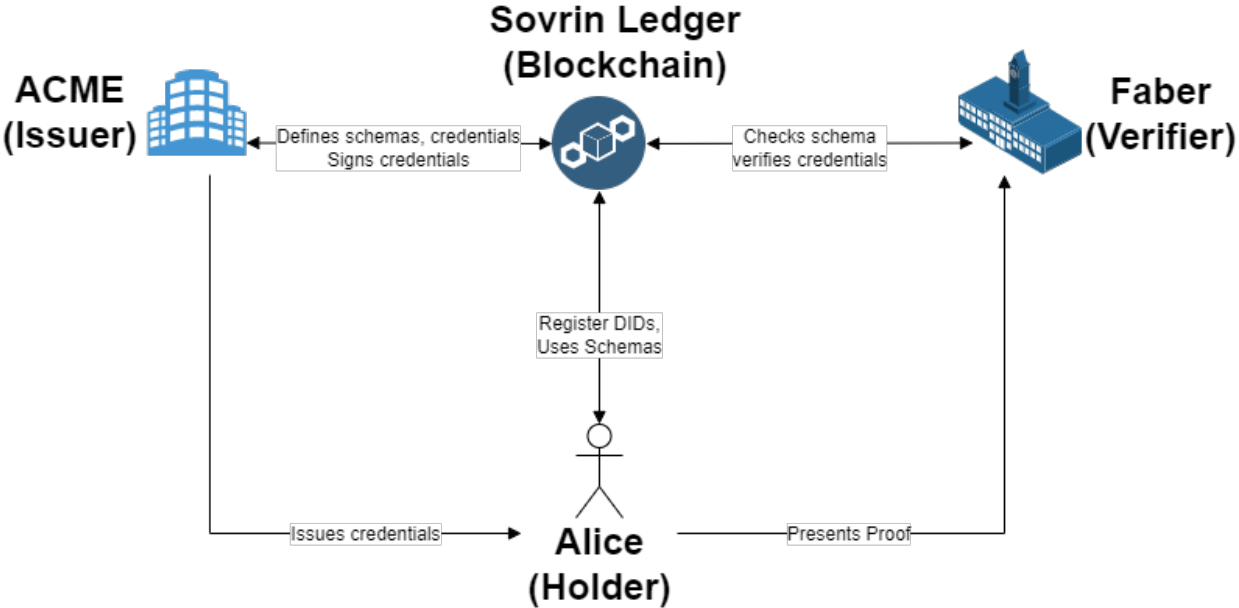 Sovrin Ledger
(Blockchain)
ACME
(Issuer)
Faber
(Verifier)
Defines schemas, credentials
Signs credentials
Checks schema
verifies credentials
Register DIDs,
Uses Schemas
Issues credentials
Presents Proof
Alice
(Holder)